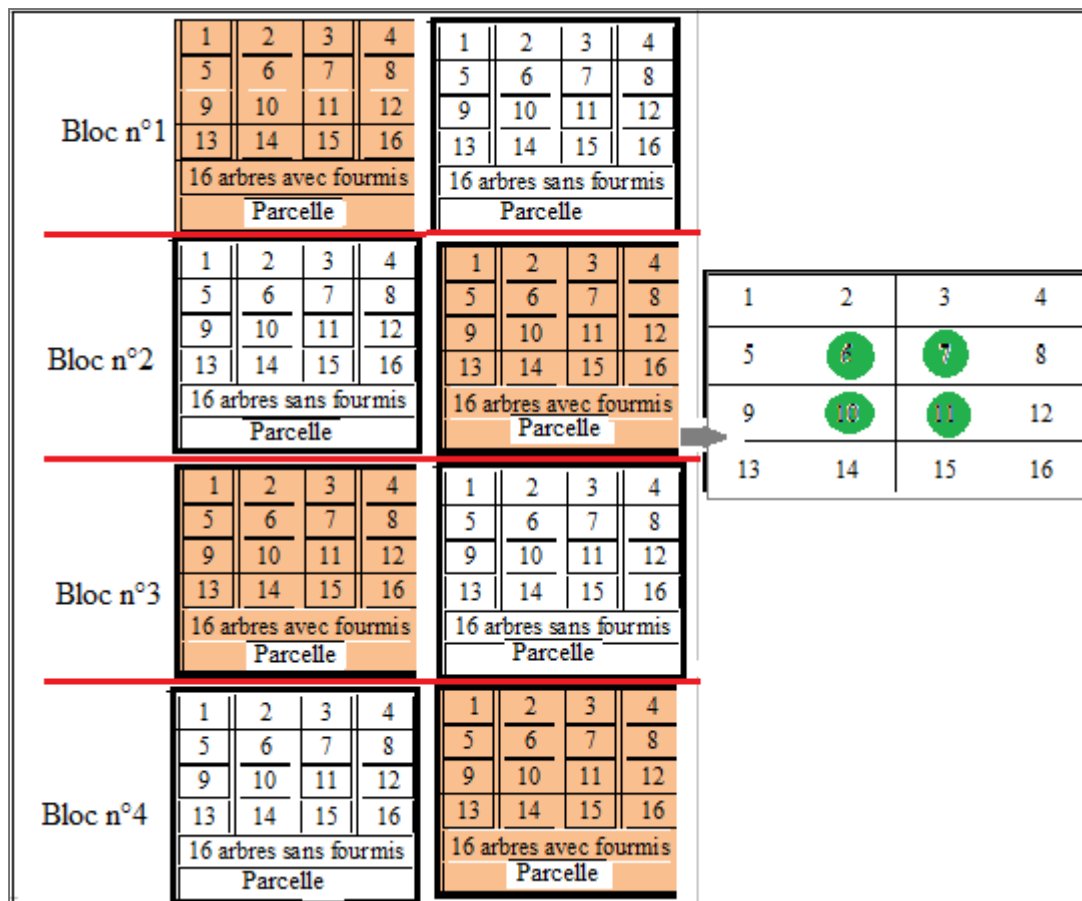 Bloc n°1
1 2 3 4
5 6 7 8
9 10 11 12
13 14 15 16
16 arbres avec fourmis
Parcelle
1 2 3 4
5 6 7 8
9 10 11 12
13 14 15 16
16 arbres sans fourmis
Parcelle
Bloc n°2
1 2 3 4
5 6 7 8
9 10 11 12
13 14 15 16
16 arbres sans fourmis
Parcelle
1 2 3 4
5 6 7 8
9 10 11 12
13 14 15 16
16 arbres avec fourmis
Parcelle
1 2 3 4
5 6 7 8
9 10 11 12
13 14 15 16
Bloc n°3
1 2 3 4
5 6 7 8
9 10 11 12
13 14 15 16
16 arbres avec fourmis
Parcelle
1 2 3 4
5 6 7 8
9 10 11 12
13 14 15 16
16 arbres sans fourmis
Parcelle
Bloc n°4
1 2 3 4
5 6 7 8
9 10 11 12
13 14 15 16
16 arbres sans fourmis
Parcelle
1 2 3 4
5 6 7 8
9 10 11 12
13 14 15 16
16 arbres avec fourmis
Parcelle